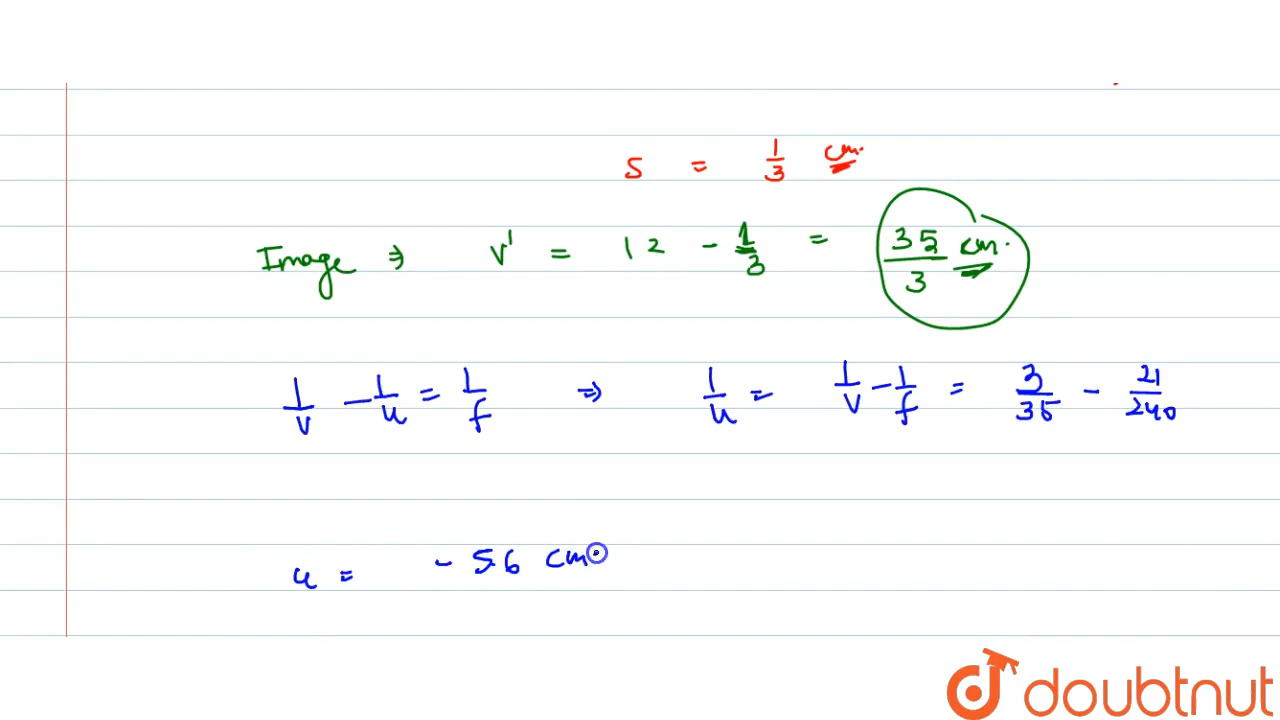 S = 1/3 cm.
Image ⇒ v' = 12 - 1/3 = 35/3 cm.
1/v - 1/u = 1/f ⇒ 1/u = 1/v - 1/f = 3/35 - 21/240
u = - 56 cm
doubtnut